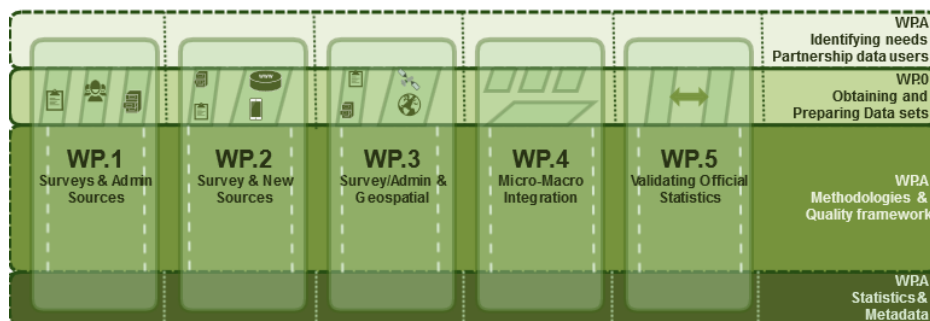 WP.A
Identifying needs
Partnership data users
WP.0
Obtaining and
Preparing Data sets
www
WP.1
Surveys & Admin
Sources
WP.2
Survey & New
Sources
WP.3
Survey/Admin &
Geospatial
WP.4
Micro-Macro
Integration
WP.5
Validating Official
Statistics
WP.A
Methodologies &
Quality framework
WP.A
Statistics &
Metadata